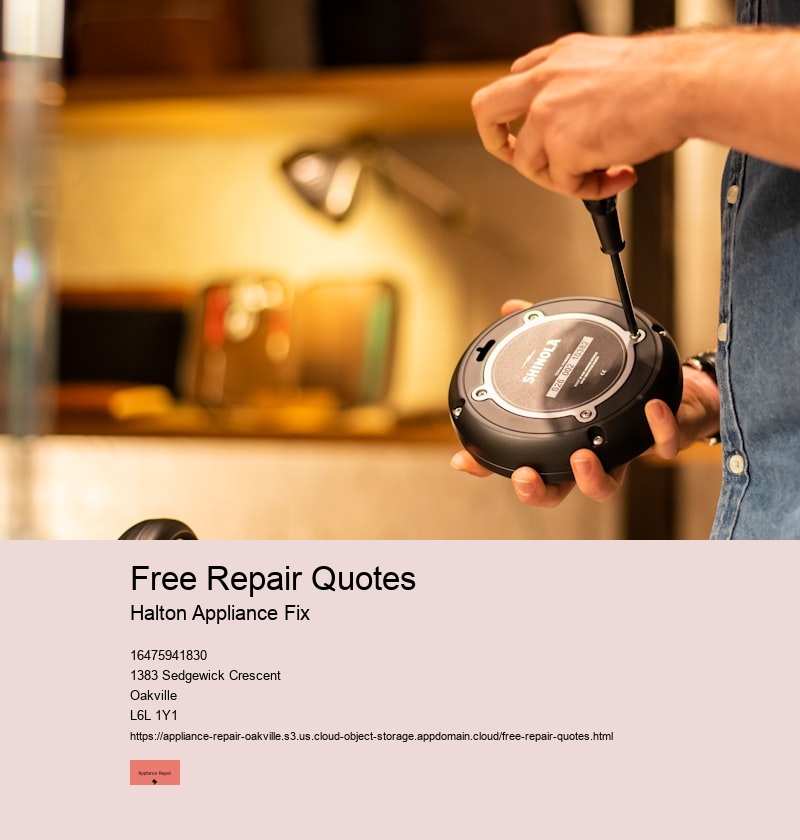 SHINOLA
Free Repair Quotes
Halton Appliance Fix
16475941830
1383 Sedgewick Crescent
Oakville
L6L 1Y1
https://appliance-repair-oakville.s3.us.cloud-object-storage.appdomain.cloud/free-repair-quotes.html
Appliance Repair